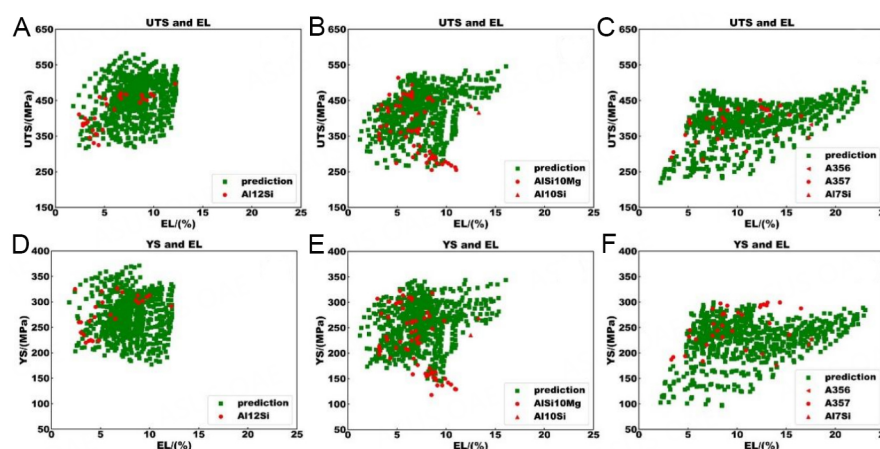 A
UTS and EL
UTS/(MPa)
650
550
450
350
250
150
prediction
Al12Si
0 5 10 15 20 25
EL/(%)
B
UTS and EL
UTS/(MPa)
650
550
450
350
250
150
prediction
AlSi10Mg
Al10Si
0 5 10 15 20 25
EL/(%)
C
UTS and EL
UTS/(MPa)
650
550
450
350
250
150
prediction
A356
A357
Al7Si
0 5 10 15 20
EL/(%)
D
YS and EL
YS/(MPa)
400
350
300
250
200
150
100
50
prediction
Al12Si
0 5 10 15 20 25
EL/(%)
E
YS and EL
YS/(MPa)
400
350
300
250
200
150
100
50
prediction
AlSi10Mg
Al10Si
0 5 10 15 20 25
EL/(%)
F
YS and EL
YS/(MPa)
400
350
300
250
200
150
100
50
prediction
A356
A357
Al7Si
0 5 10 15 20
EL/(%)